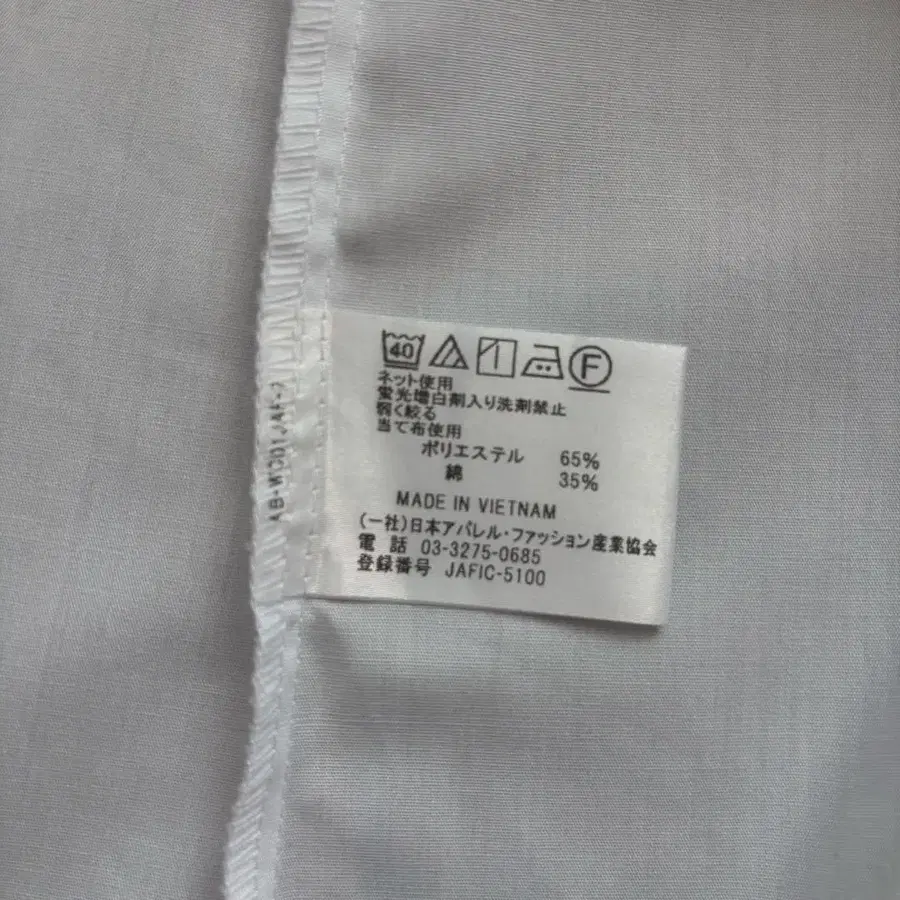 40 F
ネット使用
蛍光増白剤入り洗剤禁止
弱く絞る
当て布使用
ポリエステル 65%
綿 35%
MADE IN VIETNAM
(一社)日本アパレル・ファッション産業協会
電話 03-3275-0685
登録番号 JAFIC-5100